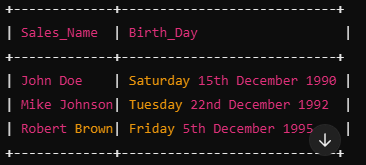 +-------------+----------------------------+
| Sales_Name  | Birth_Day                  |
+-------------+----------------------------+
| John Doe    | Saturday 15th December 1990 |
| Mike Johnson| Tuesday 22nd December 1992  |
| Robert Brown| Friday 5th December 1995
+-------------+----------------------------+